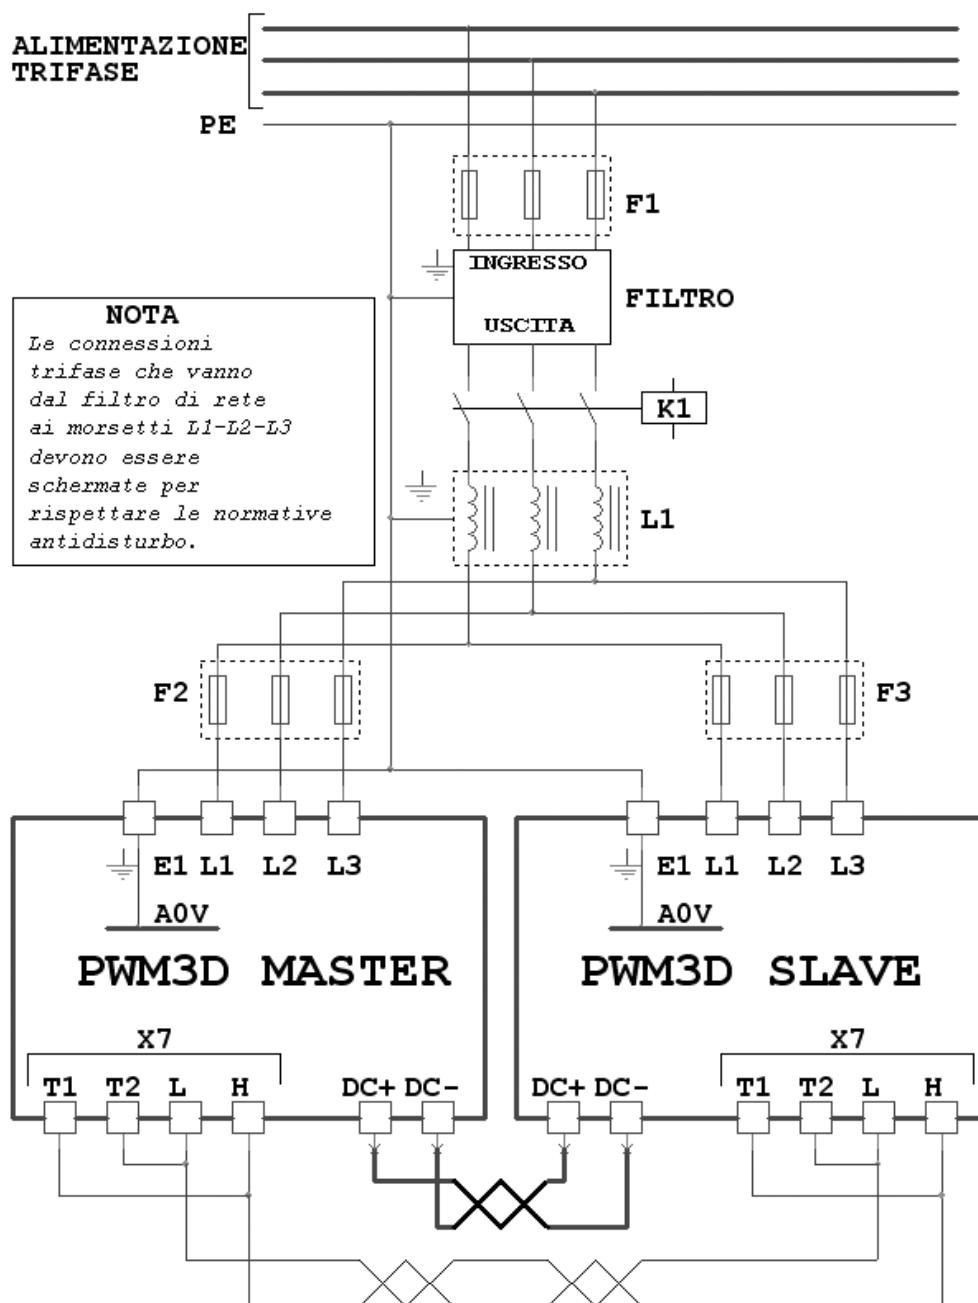 ALIMENTAZIONE
TRIFASE
PE
F1
INGRESSO
FILTRO
USCITA
NOTA
Le connessioni
trifase che vanno
dal filtro di rete
ai morsetti L1-L2-L3
devono essere
schermate per
rispettare le normative
antidisturbo.
K1
L1
F2
F3
E1 L1 L2 L3
E1 L1 L2 L3
A0V
A0V
PWM3D MASTER
PWM3D SLAVE
X7
X7
T1 T2 L H DC+ DC-
DC+ DC- T1 T2 L H